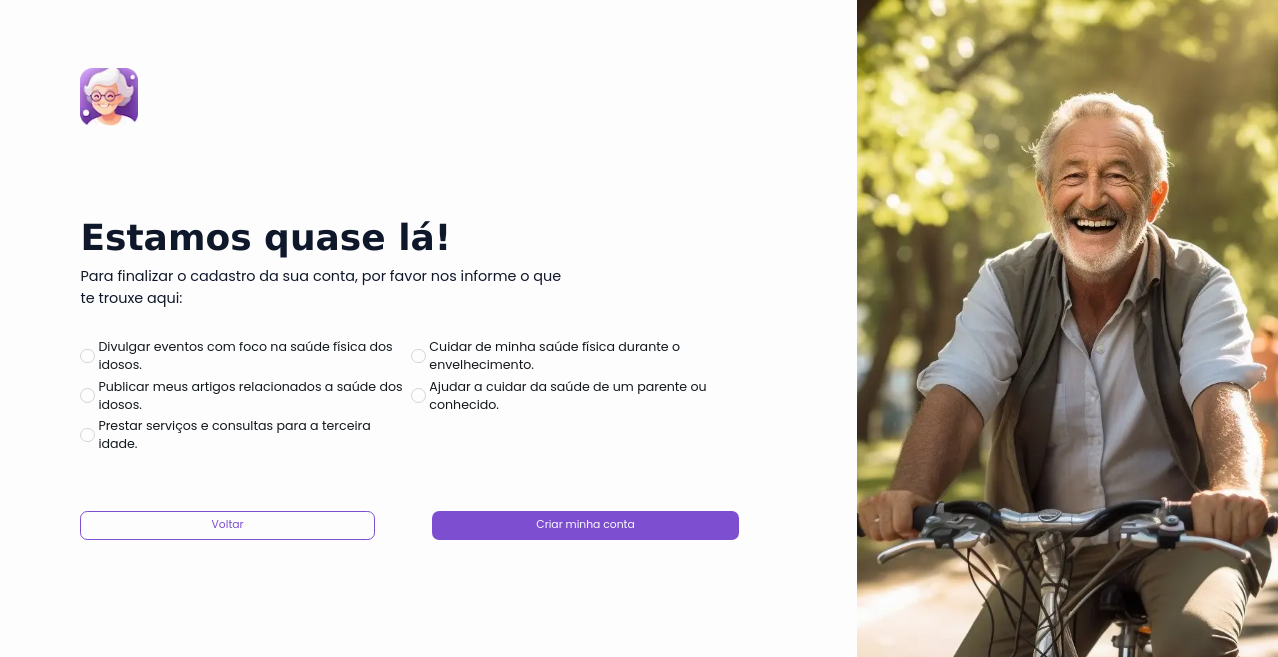 Estamos quase lá!
Para finalizar o cadastro da sua conta, por favor nos informe o que
te trouxe aqui:
Divulgar eventos com foco na saúde física dos
idosos.
Cuidar de minha saúde física durante o
envelhecimento.
Publicar meus artigos relacionados a saúde dos
idosos.
Ajudar a cuidar da saúde de um parente ou
conhecido.
Prestar serviços e consultas para a terceira
idade.
Voltar
Criar minha conta